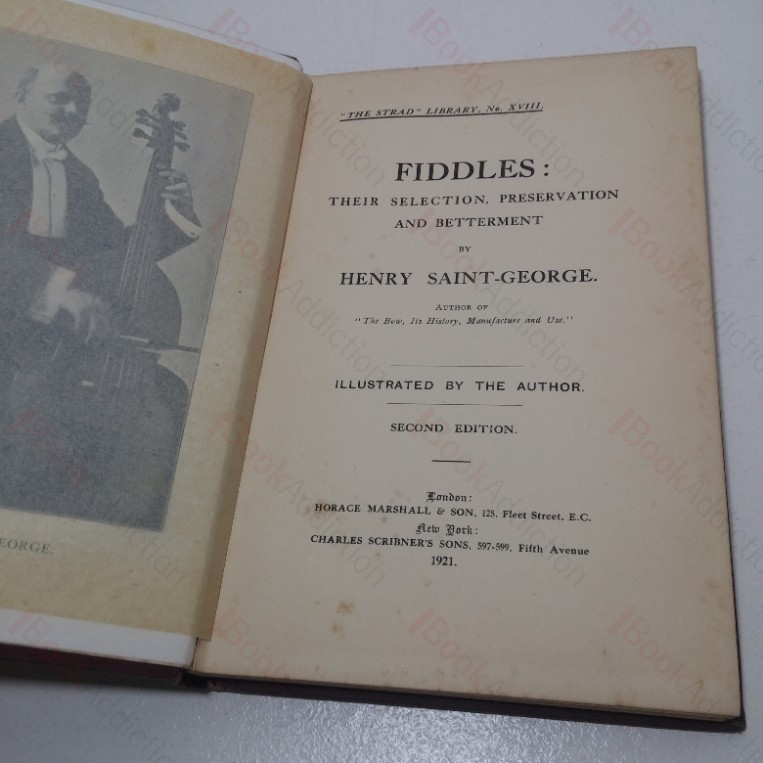 EORGE.
"THE STRAD" LIBRARY, No. XVIII.
FIDDLES:
THEIR SELECTION, PRESERVATION
AND BETTERMENT
BY
HENRY SAINT-GEORGE.
AUTHOR OF
"The Bow, Its History, Manufacture and Use."
ILLUSTRATED BY THE AUTHOR.
SECOND EDITION.
London:
HORACE MARSHALL & SON, 125, Fleet Street, E.C.
New York:
CHARLES SCRIBNER'S SONS, 597-599, Fifth Avenue
1921.
BookAddiction